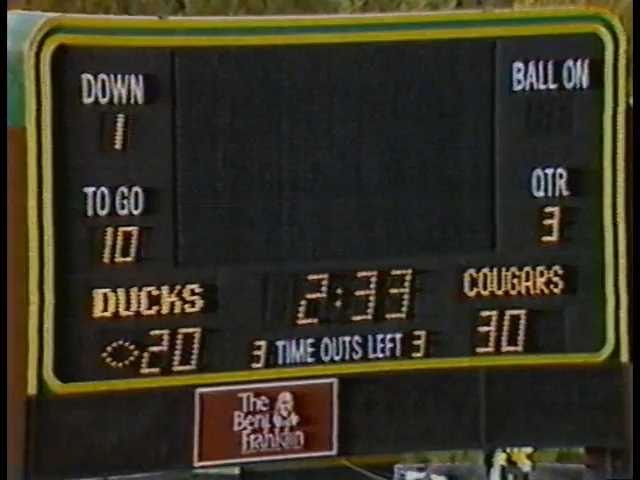 DOWN
1
BALL ON
TO GO
10
QTR
3
DUCKS
2:33
COUGARS
20
3 TIME OUTS LEFT 3
30
The
Benj
Franklin